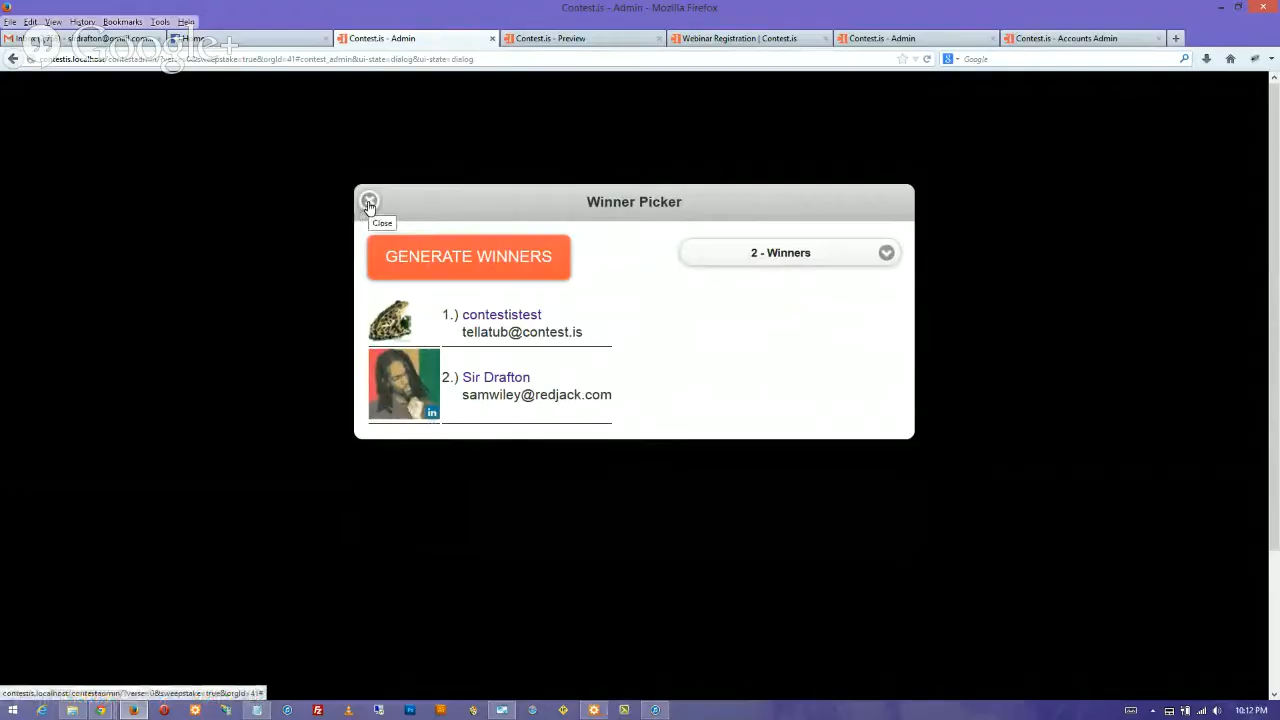 Contest.is - Admin - Mozilla Firefox
File Edit View History Bookmarks Tools Help
Google+
Contest.is - Admin
Contest.is - Preview
Webinar Registration | Contest.is
Contest.is - Admin
Contest.is - Accounts Admin
Google
Winner Picker
Close
GENERATE WINNERS
2 - Winners
1.) contestistest
tellatub@contest.is
2.) Sir Drafton
samwiley@redjack.com
in
10:12 PM